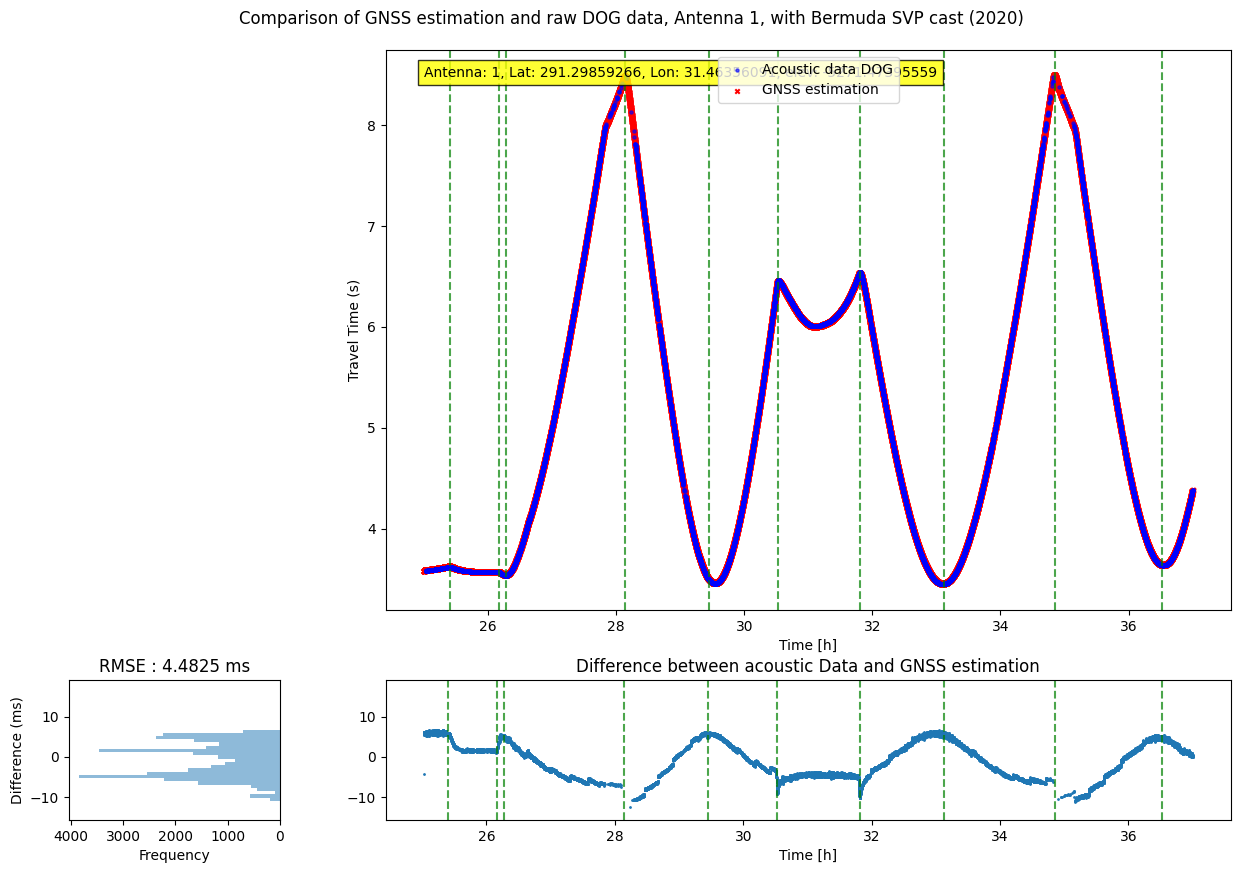 Comparison of GNSS estimation and raw DOG data, Antenna 1, with Bermuda SVP cast (2020)
Antenna: 1, Lat: 291.29859266, Lon:
Acoustic data DOG
GNSS estimation
8
7
6
5
4
Travel Time (s)
26 28 30 32 34 36
Time [h]
RMSE : 4.4825 ms
Difference (ms)
10
0
−10
4000 3000 2000 1000 0
Frequency
Difference between acoustic Data and GNSS estimation
10
0
−10
26 28 30 32 34 36
Time [h]